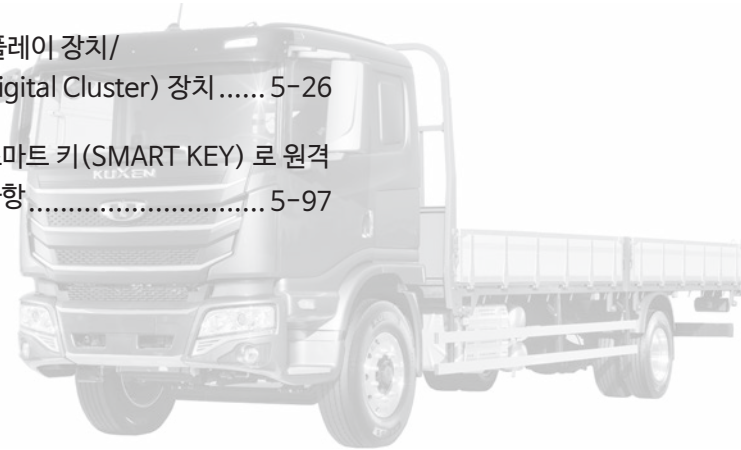 플레이 장치/
igital Cluster) 장치...... 5-26
마트 키(SMART KEY) 로 원격
항............................. 5-97
KUXEN